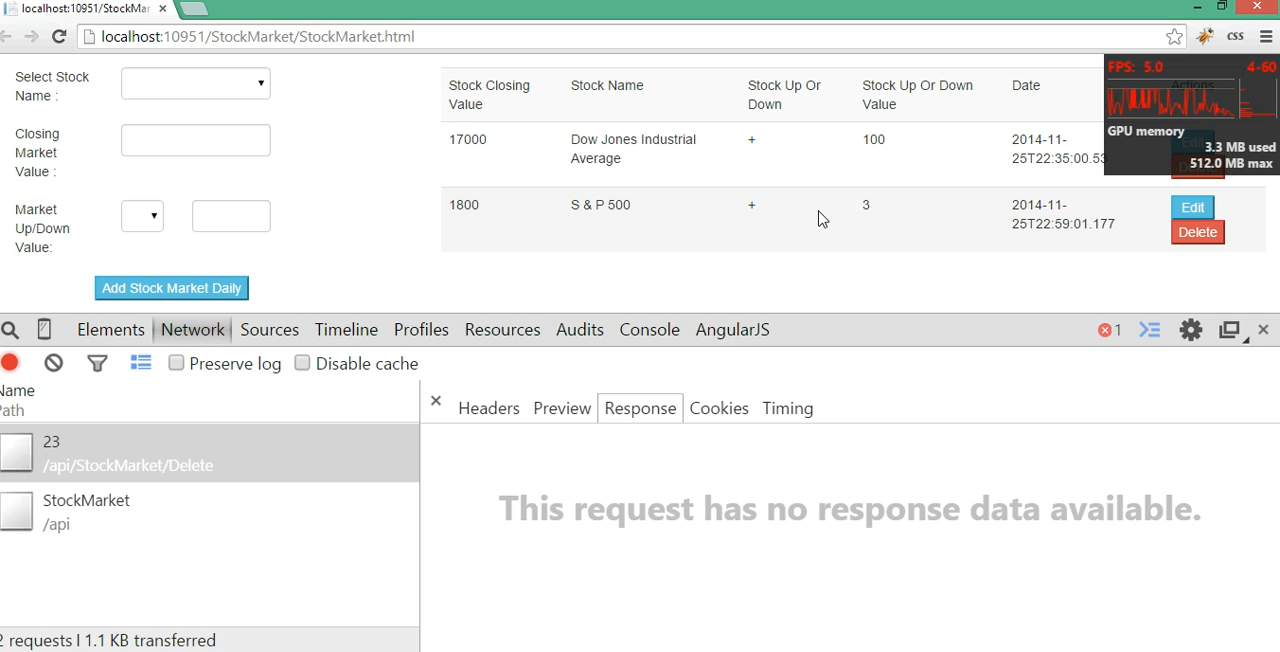 localhost:10951/StockMar
localhost:10951/StockMarket/StockMarket.html
CSS
Select Stock
Name :
Closing
Market
Value :
Market
Up/Down
Value:
Add Stock Market Daily
Stock Closing
Value
Stock Name
Stock Up Or
Down
Stock Up Or Down
Value
Date
Actions
17000
Dow Jones Industrial
Average
+
100
2014-11-
25T22:35:00.53
Edit
1800
S & P 500
+
3
2014-11-
25T22:59:01.177
Edit
Delete
FPS: 5.0
4-60
GPU memory
3.3 MB used
512.0 MB max
Elements Network Sources Timeline Profiles Resources Audits Console AngularJS
1
Preserve log Disable cache
Name
Path
23
/api/StockMarket/Delete
StockMarket
/api
2 requests | 1.1 KB transferred
Headers Preview Response Cookies Timing
This request has no response data available.